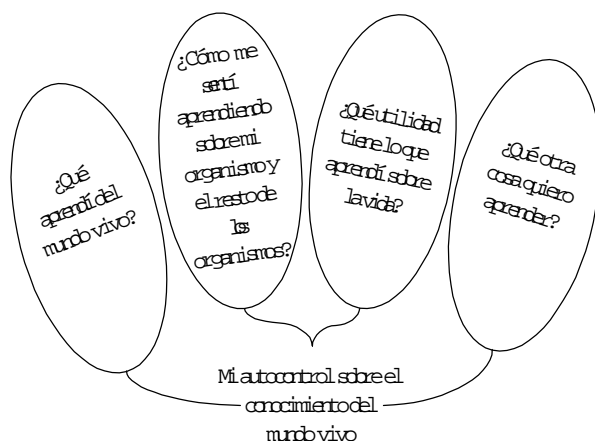 ¿Qué
aprendí del
mundo vivo?
¿Cómo me
sentí
aprendiendo
sobre mi
organismo y
el resto de
los
organismos?
¿Qué utilidad
tiene lo que
aprendí sobre
la vida?
¿Qué otra
cosa quiero
aprender?
Mi autocontrol sobre el
conocimiento del
mundo vivo